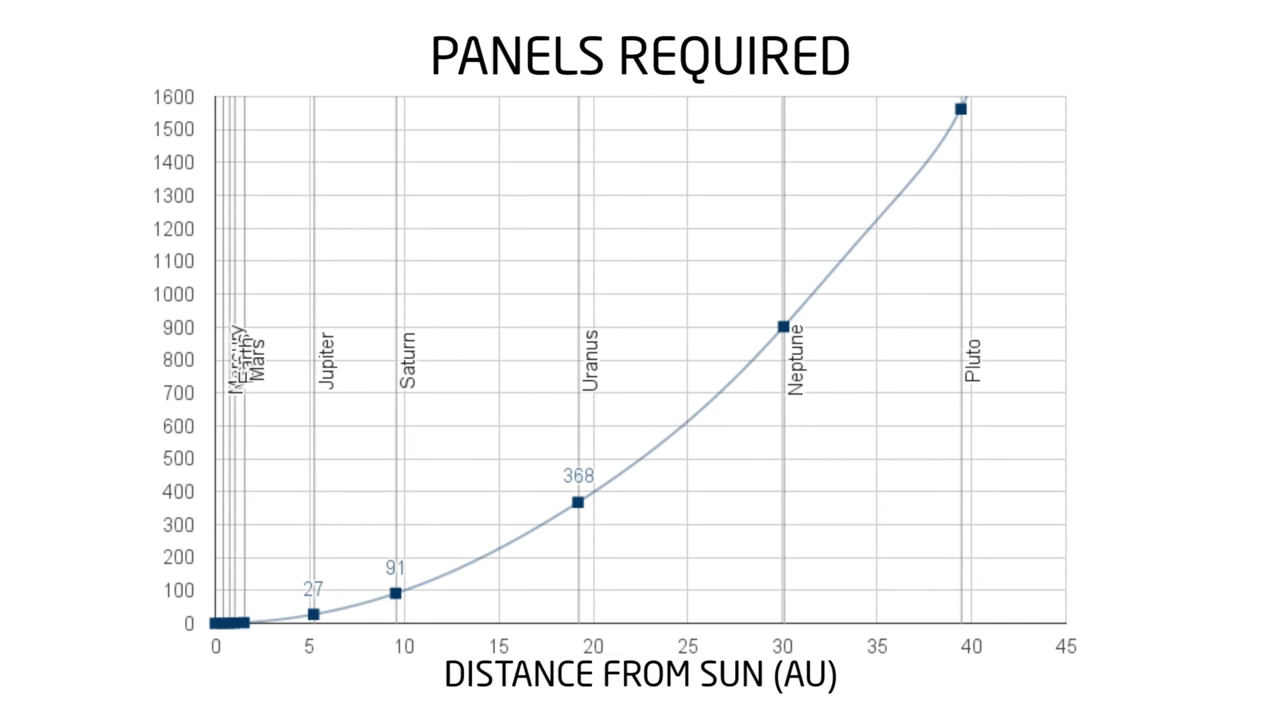 PANELS REQUIRED
1600
1500
1400
1300
1200
1100
1000
900
800
700
600
500
400
300
200
100
0
Mercury
Earth
Mars
Jupiter
Saturn
Uranus
Neptune
Pluto
27
91
368
0 5 10 15 20 25 30 35 40 45
DISTANCE FROM SUN (AU)